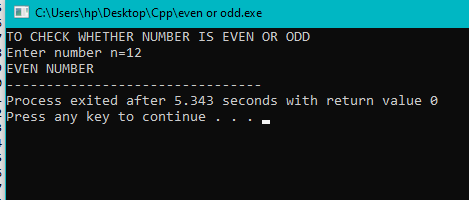 C:\Users\hp\Desktop\Cpp\even or odd.exe
TO CHECK WHETHER NUMBER IS EVEN OR ODD
Enter number n=12
EVEN NUMBER
--------------------------------
Process exited after 5.343 seconds with return value 0
Press any key to continue . . .